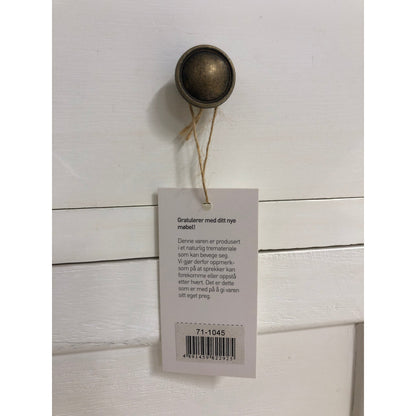 Gratulerer med ditt nye
møbel!
Denne varen er produsert
i et naturlig tremateriale
som kan bevege seg.
Vi gjør derfor oppmerk-
som på at sprekker kan
forekomme eller oppstå
etter hvert. Det er dette
som er med på å gi varen
sitt eget preg.
71-1045